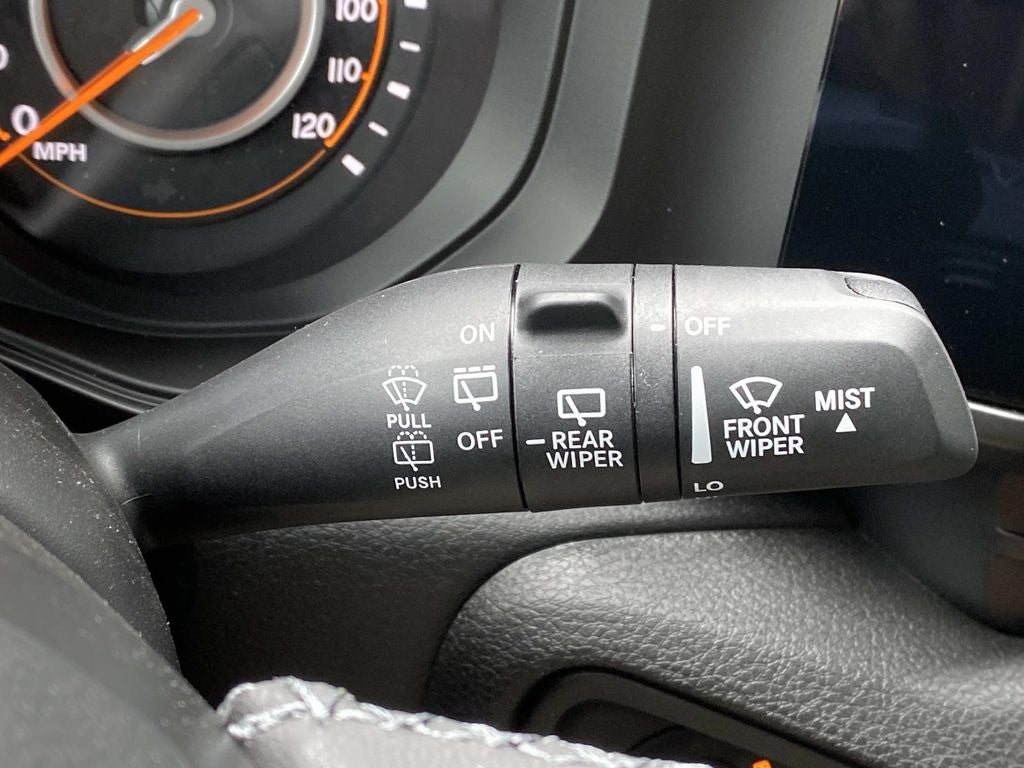 100
110
120
0
MPH
ON
OFF
PULL
PUSH
REAR
WIPER
OFF
FRONT
WIPER
LO
MIST